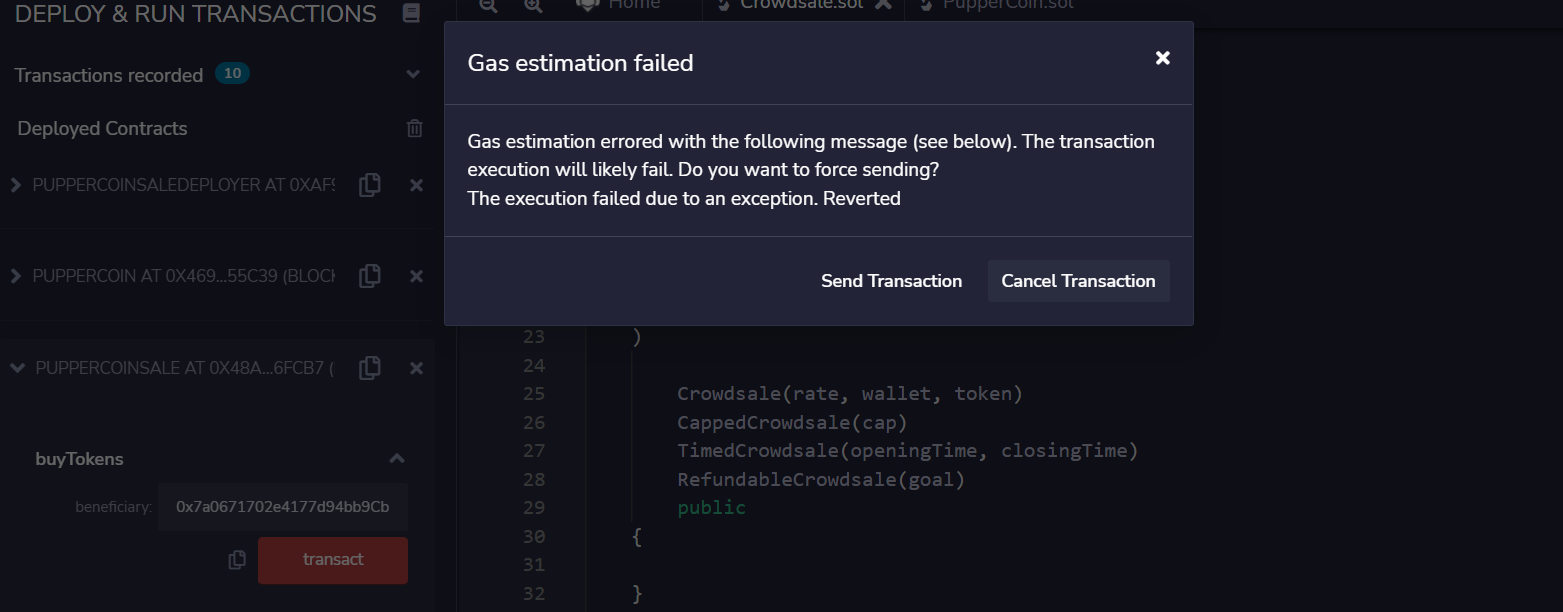 DEPLOY & RUN TRANSACTIONS
Home
Crowdsale.sol
PupperCoin.sol
Transactions recorded 10
Deployed Contracts
PUPPERCOINSALEDEPLOYER AT 0XAF9
PUPPERCOIN AT 0X469...55C39 (BLOCK
PUPPERCOINSALE AT 0X48A...6FCB7 (
buyTokens
beneficiary: 0x7a0671702e4177d94bb9Cb
transact
Gas estimation failed
Gas estimation errored with the following message (see below). The transaction
execution will likely fail. Do you want to force sending?
The execution failed due to an exception. Reverted
Send Transaction Cancel Transaction
23 )
24
25 Crowdsale(rate, wallet, token)
26 CappedCrowdsale(cap)
27 TimedCrowdsale(openingTime, closingTime)
28 RefundableCrowdsale(goal)
29 public
30 {
31
32 }